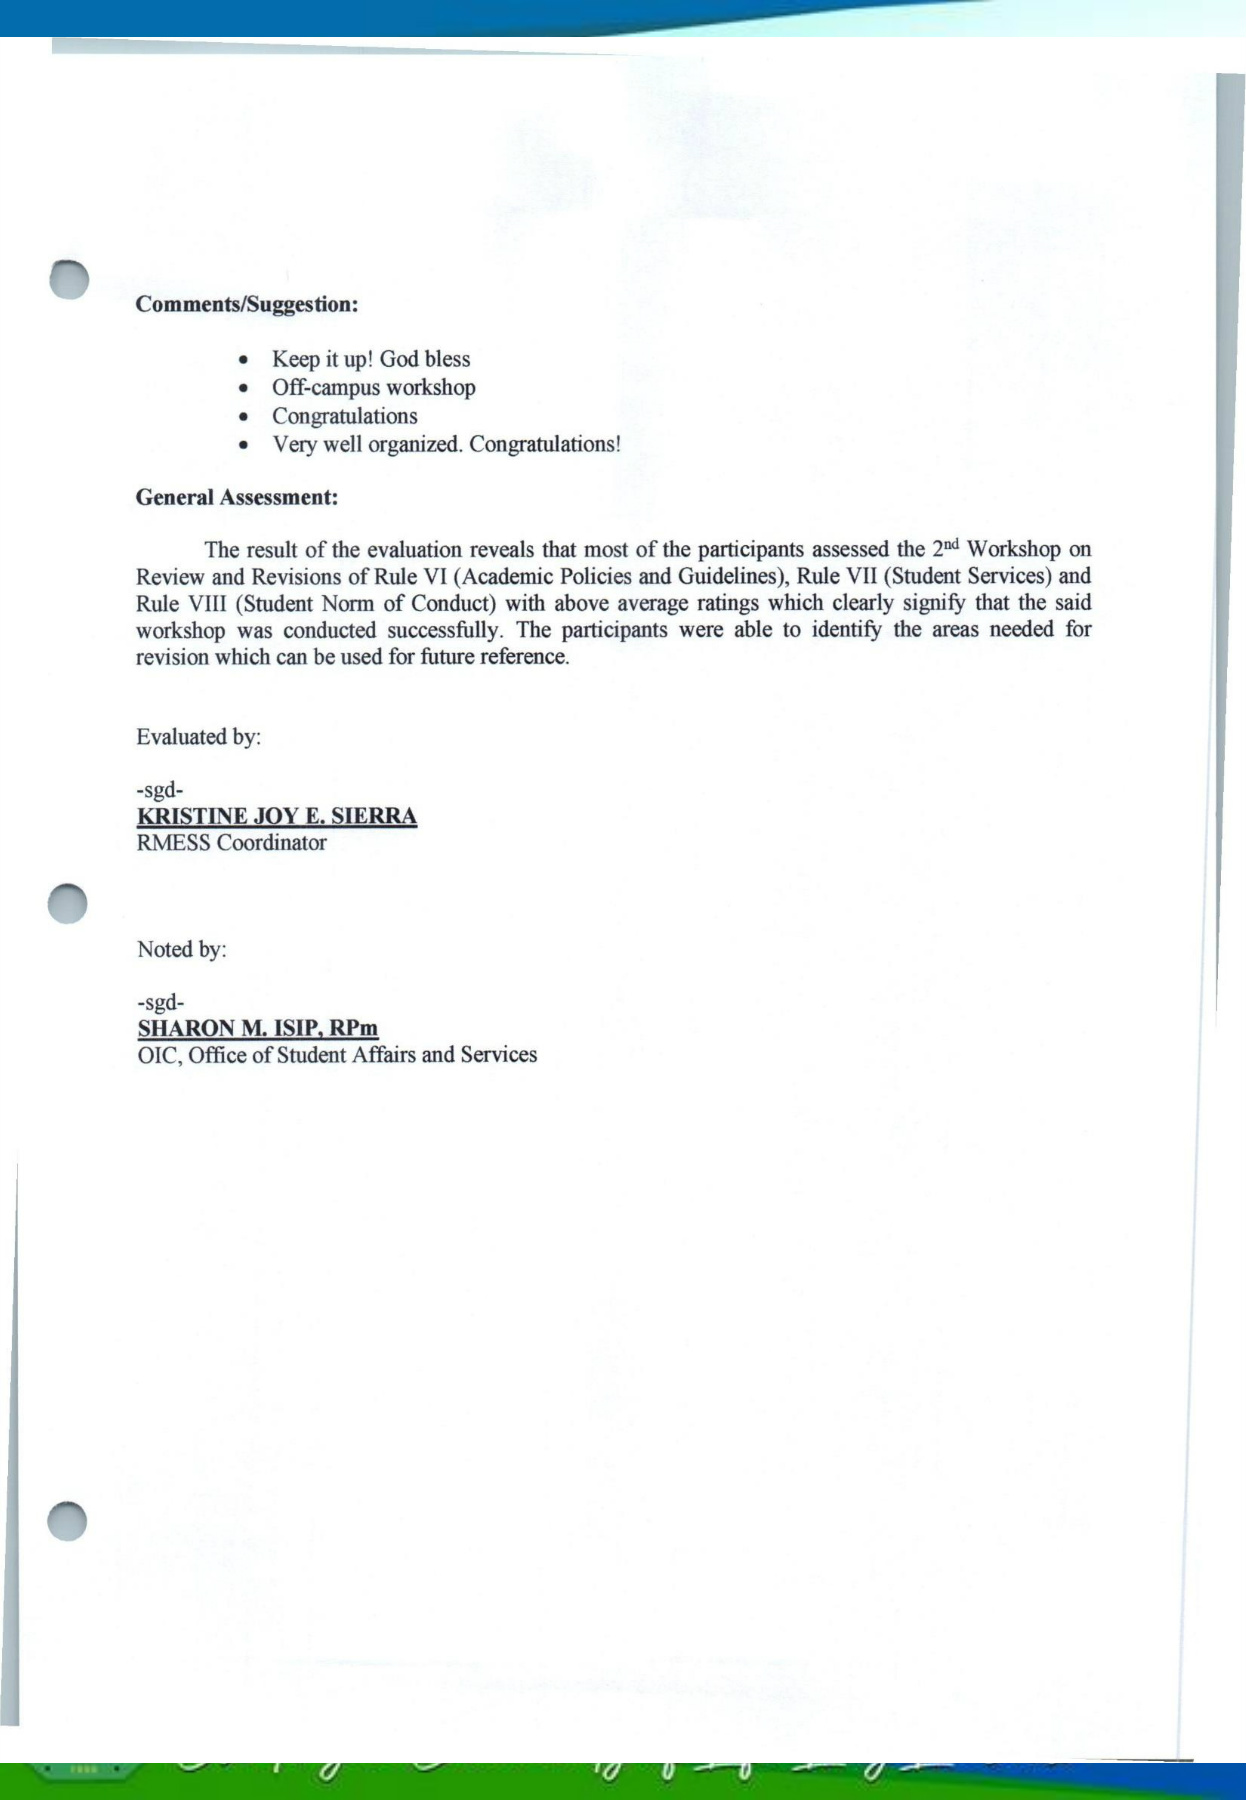 Comments/Suggestion:
• Keep it up! God bless
• Off-campus workshop
• Congratulations
• Very well organized. Congratulations!
General Assessment:
The result of the evaluation reveals that most of the participants assessed the 2nd Workshop on
Review and Revisions of Rule VI (Academic Policies and Guidelines), Rule VII (Student Services) and
Rule VIII (Student Norm of Conduct) with above average ratings which clearly signify that the said
workshop was conducted successfully. The participants were able to identify the areas needed for
revision which can be used for future reference.
Evaluated by:
-sgd-
KRISTINE JOY E. SIERRA
RMESS Coordinator
Noted by:
-sgd-
SHARON M. ISIP, RPm
OIC, Office of Student Affairs and Services